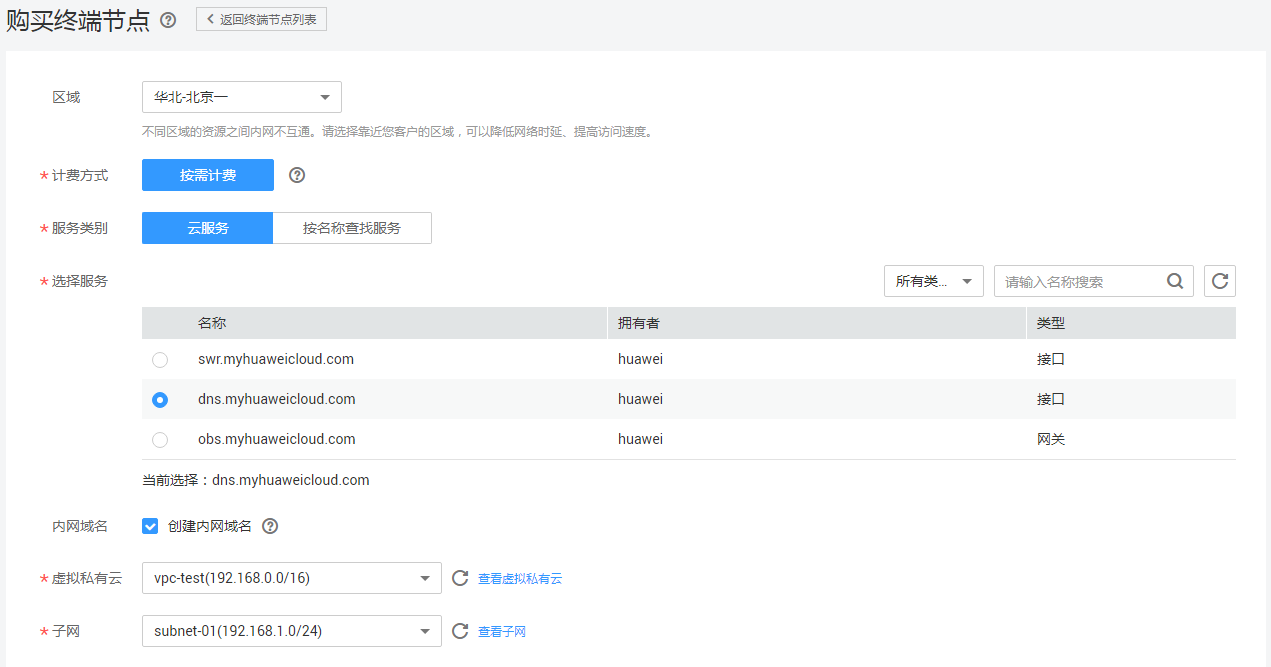 购买终端节点 ? < 返回终端节点列表
区域 华北-北京一
不同区域的资源之间内网不互通。请选择靠近您客户的区域，可以降低网络时延、提高访问速度。
* 计费方式 按需计费 ?
* 服务类别 云服务 按名称查找服务
* 选择服务 所有类... 请输入名称搜索
名称 拥有者 类型
swr.myhuaweicloud.com huawei 接口
dns.myhuaweicloud.com huawei 接口
obs.myhuaweicloud.com huawei 网关
当前选择：dns.myhuaweicloud.com
内网域名 创建内网域名 ?
* 虚拟私有云 vpc-test(192.168.0.0/16) 查看虚拟私有云
* 子网 subnet-01(192.168.1.0/24) 查看子网